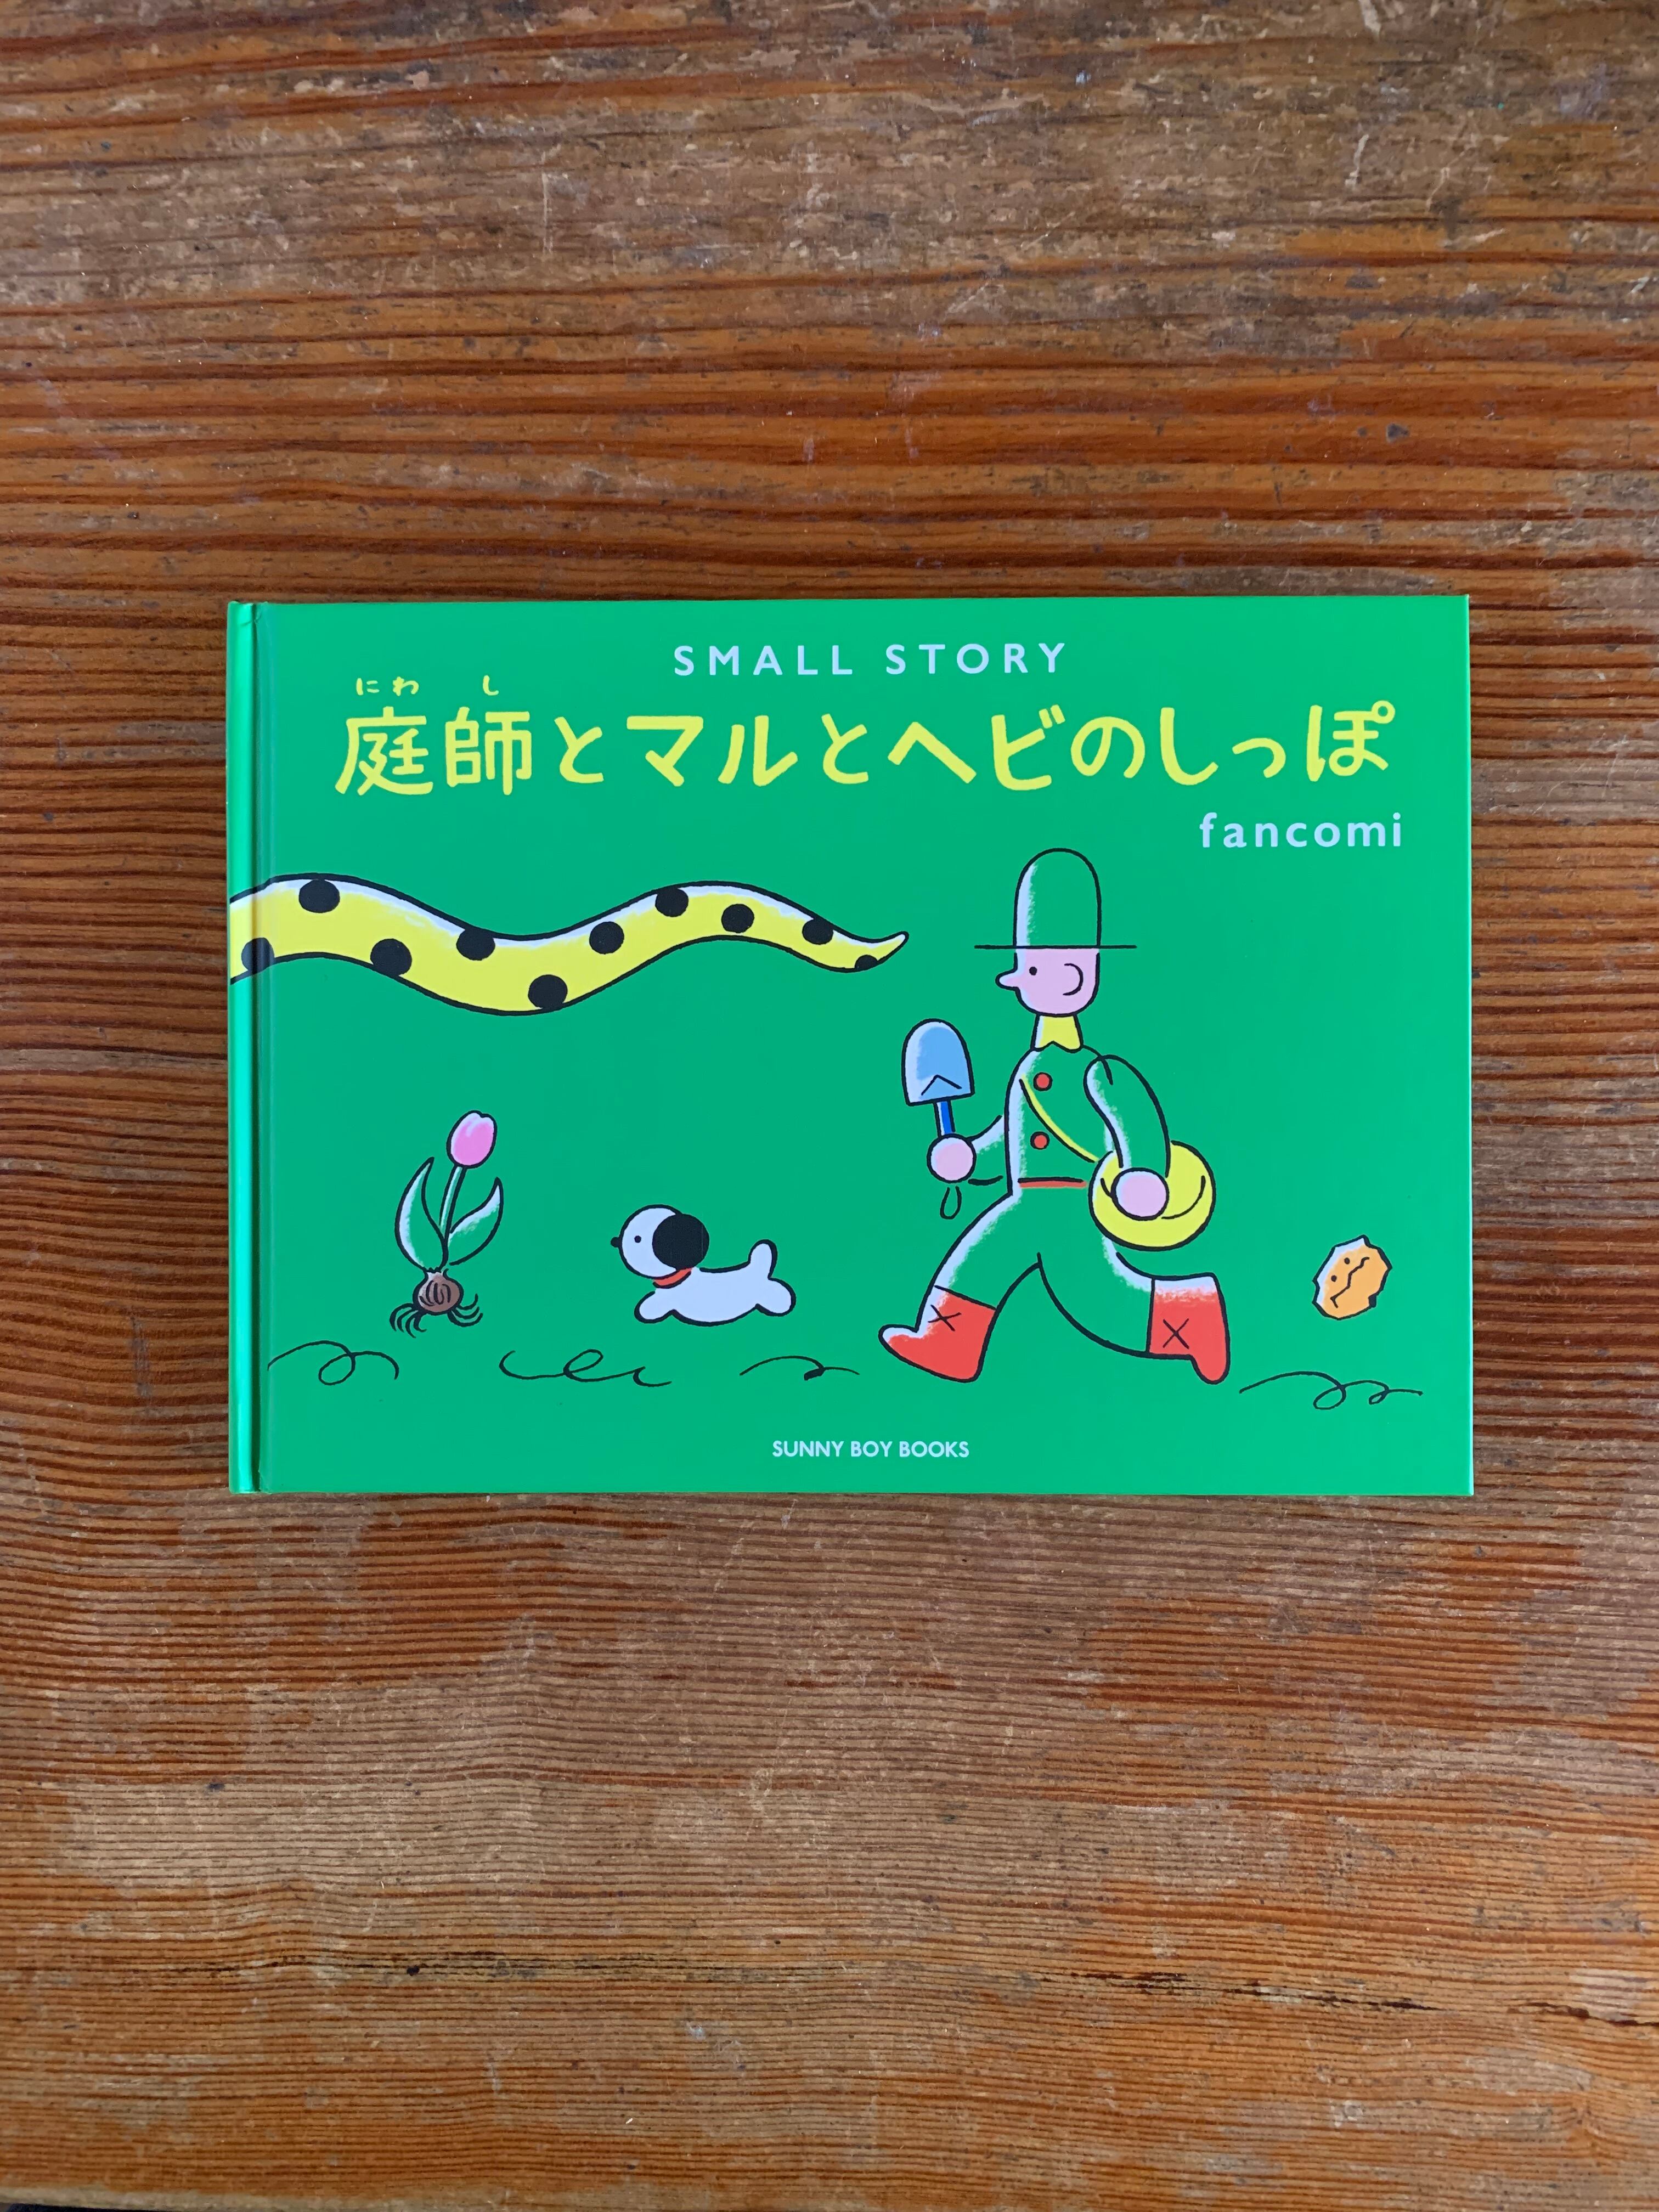 SMALL STORY
にわ し
庭師とマルとヘビのしっぽ
fancomi
SUNNY BOY BOOKS